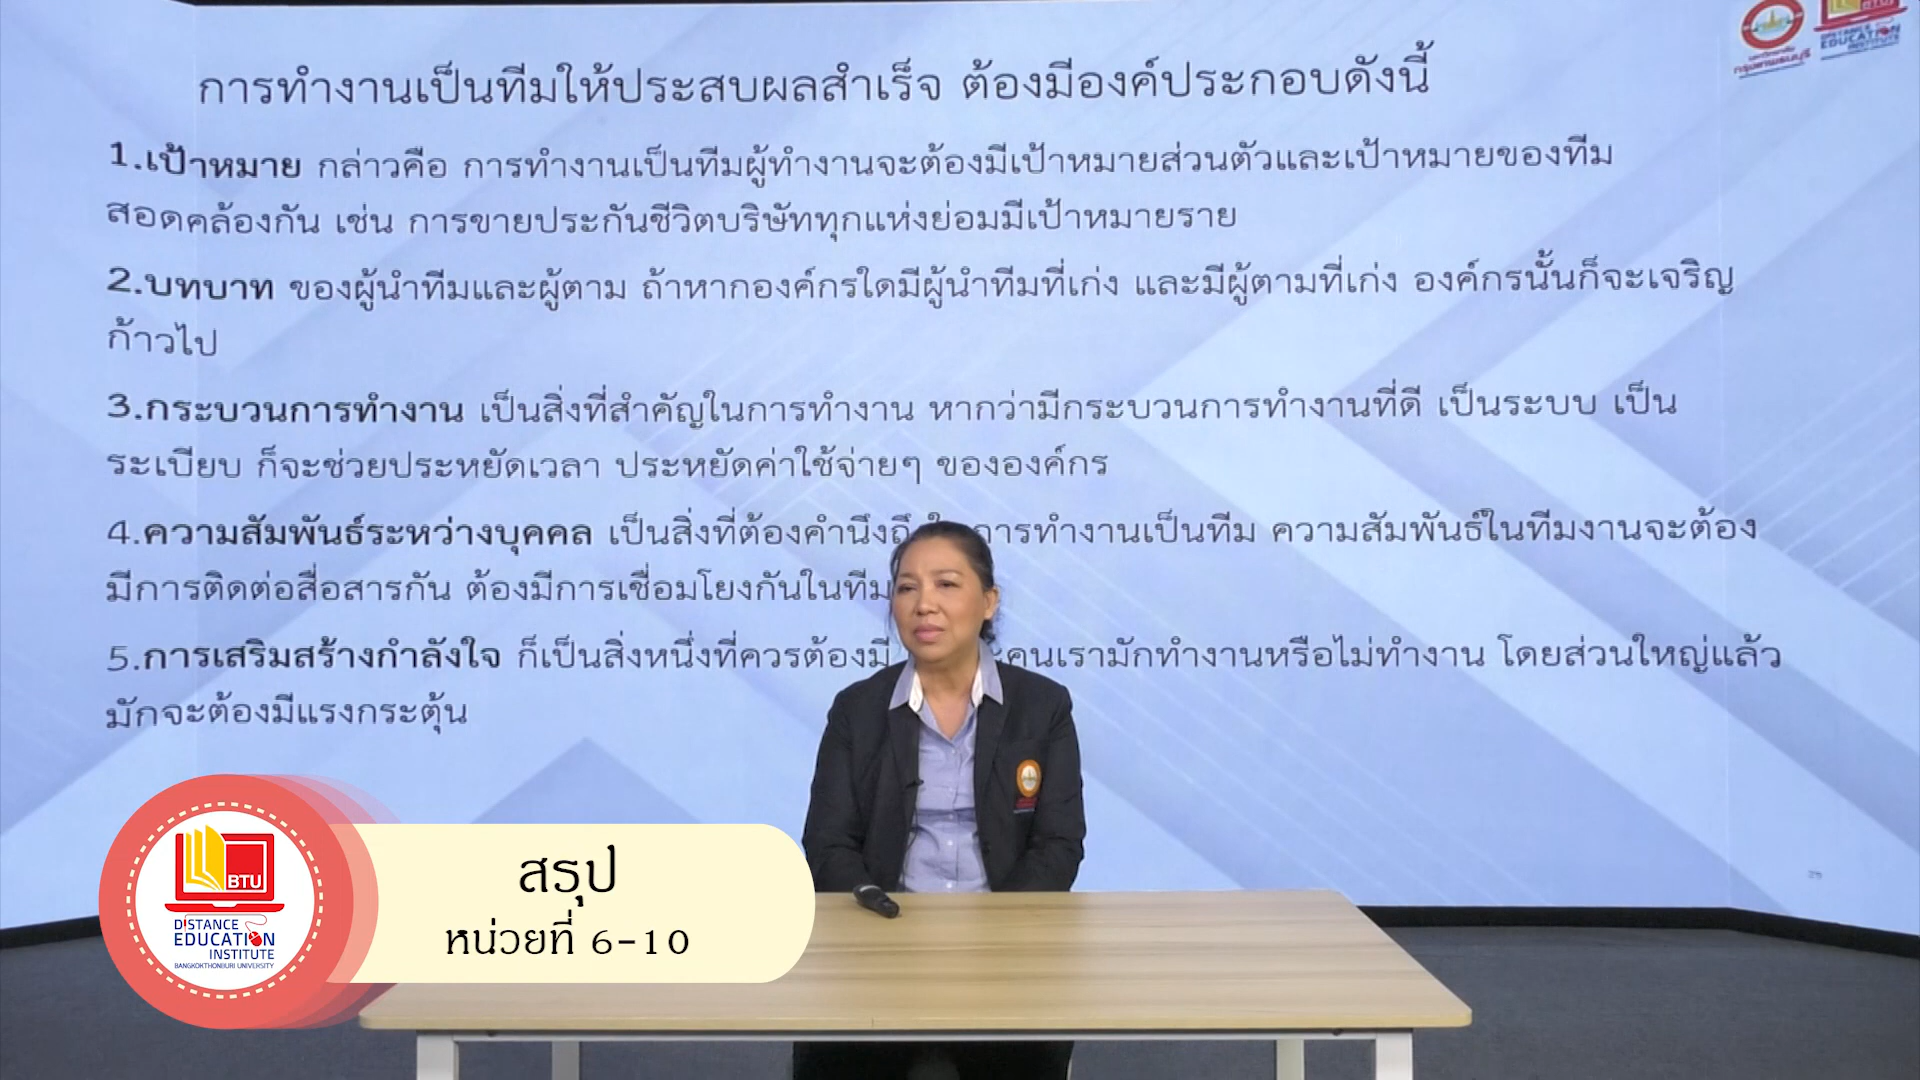 มหาวิทยาลัย
กรุงเทพธนบุรี
BTU
DISTANCE
EDUCATION
INSTITUTE
การทำงานเป็นทีมให้ประสบผลสำเร็จ ต้องมีองค์ประกอบดังนี้
1.เป้าหมาย กล่าวคือ การทำงานเป็นทีมผู้ทำงานจะต้องมีเป้าหมายส่วนตัวและเป้าหมายของทีม
สอดคล้องกัน เช่น การขายประกันชีวิตบริษัททุกแห่งย่อมมีเป้าหมายราย
2.บทบาท ของผู้นำทีมและผู้ตาม ถ้าหากองค์กรใดมีผู้นำทีมที่เก่ง และมีผู้ตามที่เก่ง องค์กรนั้นก็จะเจริญ
ก้าวไป
3.กระบวนการทำงาน เป็นสิ่งที่สำคัญในการทำงาน หากว่ามีกระบวนการทำงานที่ดี เป็นระบบ เป็น
ระเบียบ ก็จะช่วยประหยัดเวลา ประหยัดค่าใช้จ่ายๆ ขององค์กร
4.ความสัมพันธ์ระหว่างบุคคล เป็นสิ่งที่ต้องคำนึงถึ การทำงานเป็นทีม ความสัมพันธ์ในทีมงานจะต้อง
มีการติดต่อสื่อสารกัน ต้องมีการเชื่อมโยงกันในทีม
5.การเสริมสร้างกำลังใจ ก็เป็นสิ่งหนึ่งที่ควรต้องมี คนเรามักทำงานหรือไม่ทำงาน โดยส่วนใหญ่แล้ว
มักจะต้องมีแรงกระตุ้น
BTU
DISTANCE
EDUCATION
INSTITUTE
BANGKOKTHONBURI UNIVERSITY
สรุป
หน่วยที่ 6-10